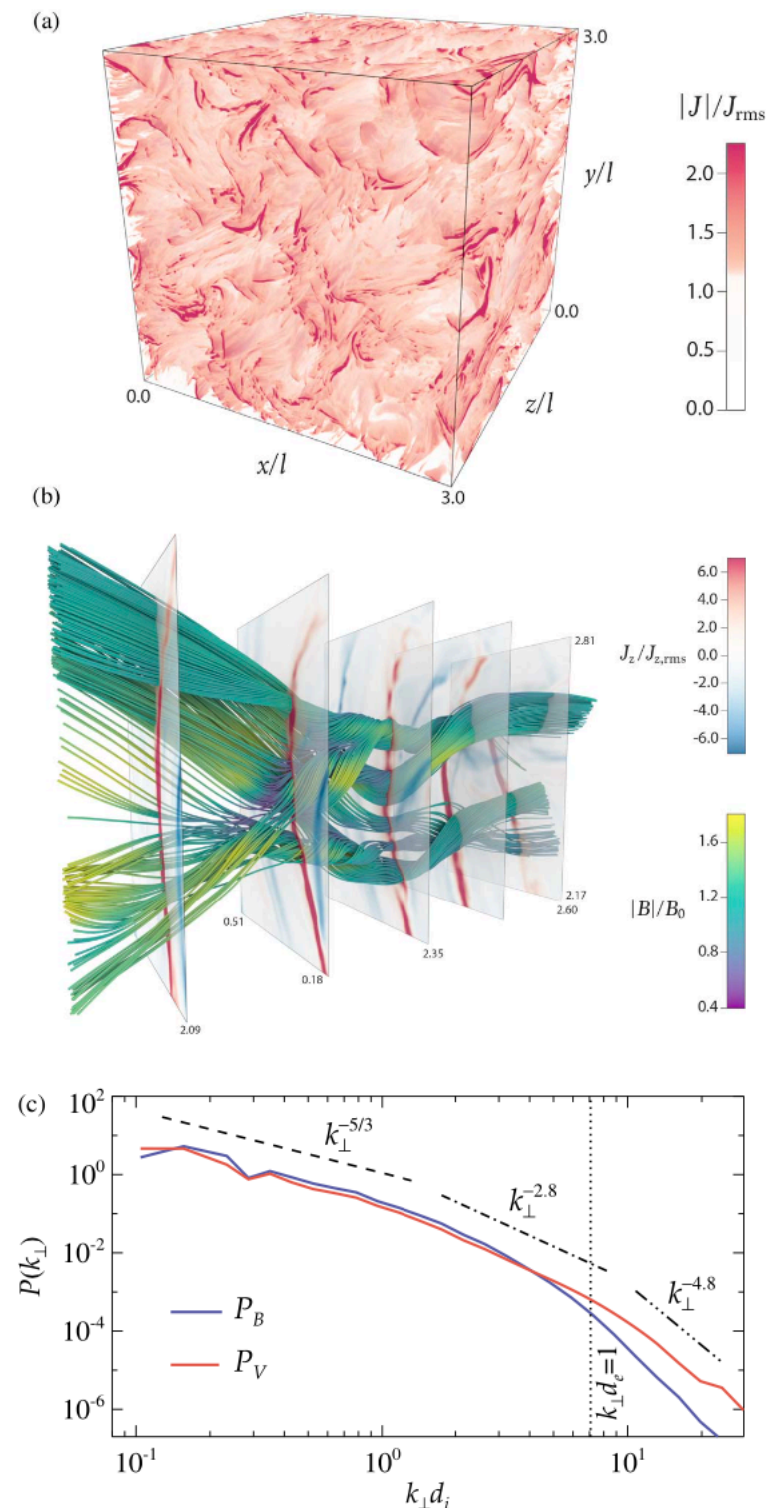 (a)
3.0
|J|/J_rms
2.0
1.5
1.0
0.5
0.0
y/l
0.0
z/l
0.0
x/l
3.0
(b)
6.0
4.0
2.0
0.0
-2.0
-4.0
-6.0
J_z/J_z,rms
2.81
1.6
1.2
0.8
0.4
|B|/B_0
2.17
2.60
0.51
2.35
0.18
2.09
(c)
10^2
10^0
10^-2
10^-4
10^-6
P(k_⊥)
k_⊥^-5/3
k_⊥^-2.8
k_⊥^-4.8
P_B
P_V
k_⊥d_e=1
10^-1
10^0
10^1
k_⊥d_i